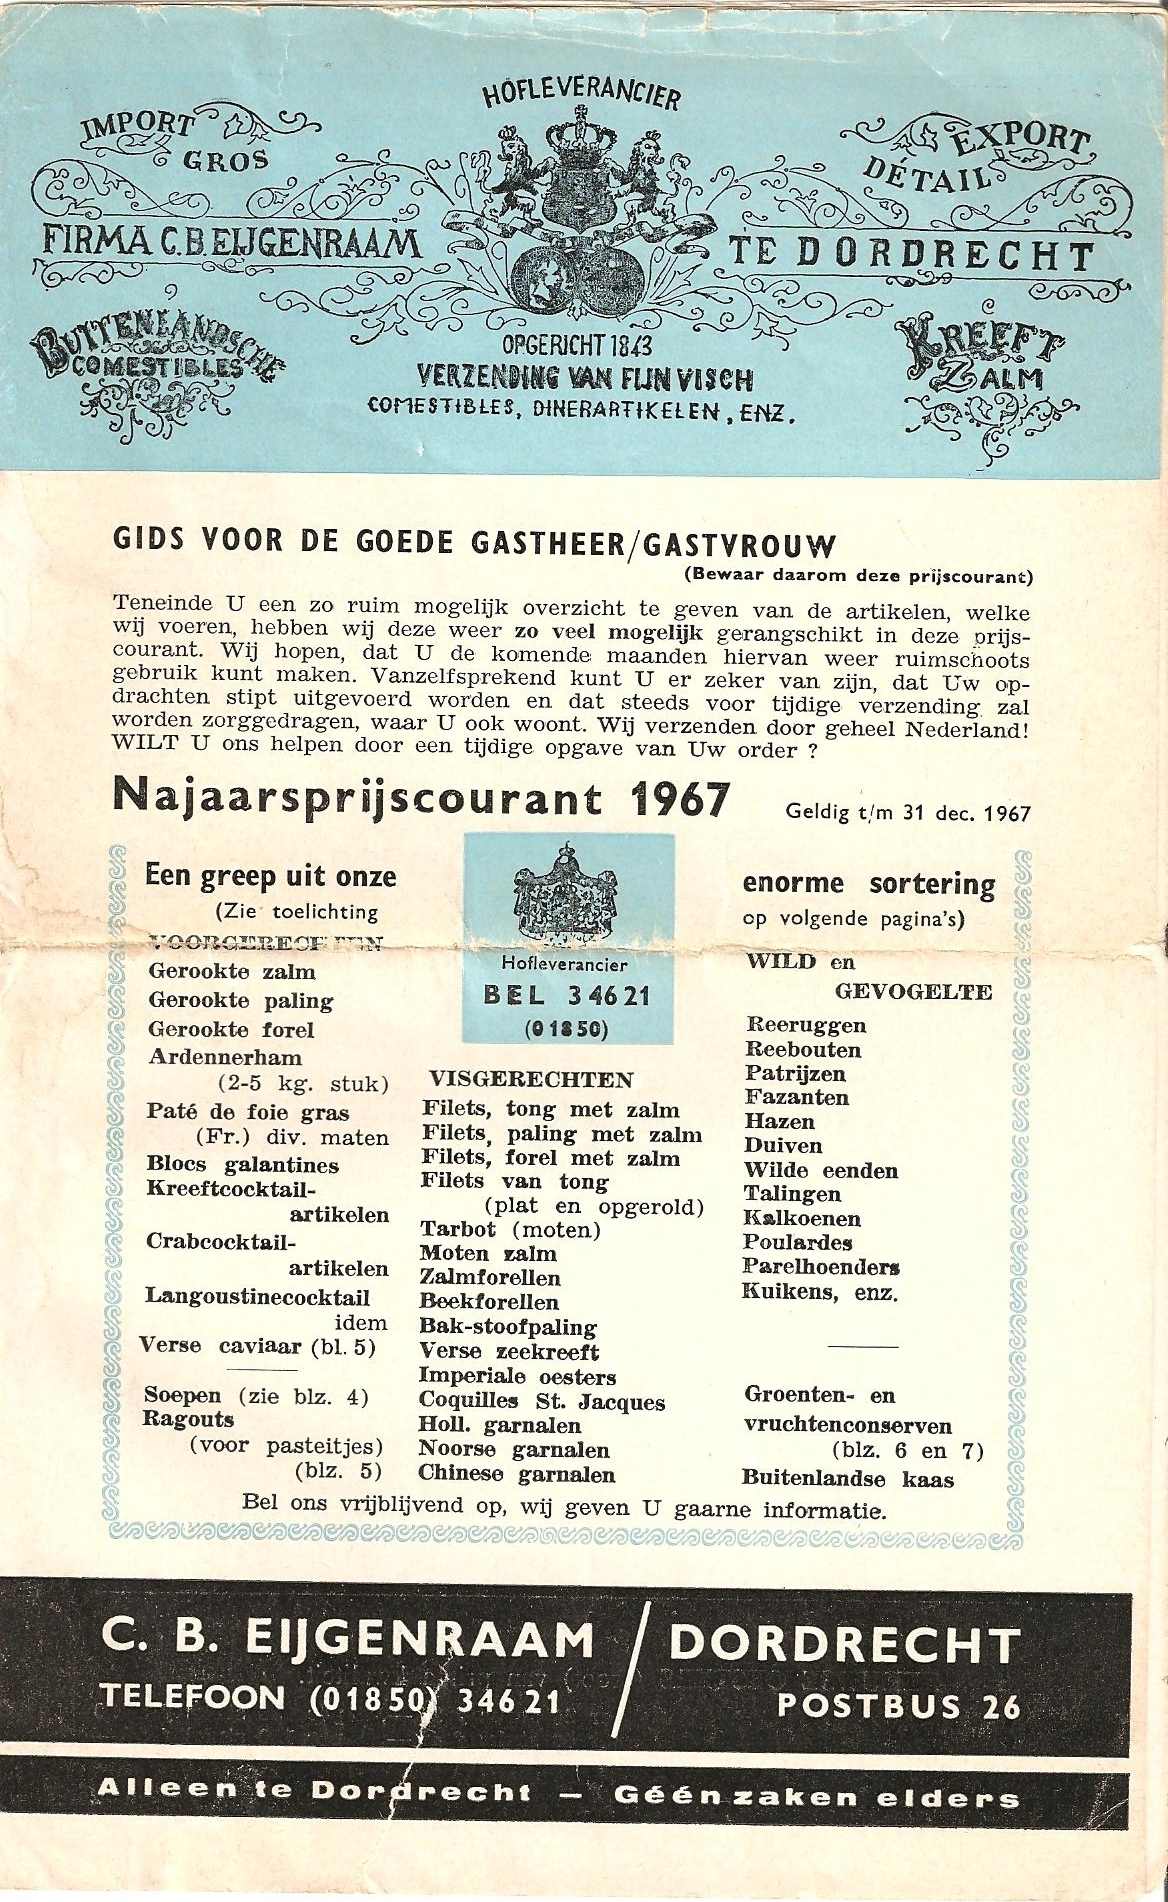 HOFLEVERANCIER
IMPORT
GROS
EXPORT
DÉTAIL
FIRMA C.B. EIJGENRAAM
TE DORDRECHT
BUITENLANDSCHE
COMESTIBLES
KREEFT
ZALM
OPGERICHT 1843
VERZENDING VAN FIJN VISCH
COMESTIBLES, DINERARTIKELEN, ENZ.
GIDS VOOR DE GOEDE GASTHEER/GASTVROUW
(Bewaar daarom deze prijscourant)
Teneinde U een zo ruim mogelijk overzicht te geven van de artikelen, welke
wij voeren, hebben wij deze weer zo veel mogelijk gerangschikt in deze prijs-
courant. Wij hopen, dat U de komende maanden hiervan weer ruimschoots
gebruik kunt maken. Vanzelfsprekend kunt U er zeker van zijn, dat Uw op-
drachten stipt uitgevoerd worden en dat steeds voor tijdige verzending zal
worden zorggedragen, waar U ook woont. Wij verzenden door geheel Nederland!
WILT U ons helpen door een tijdige opgave van Uw order ?
Najaarsprijscourant 1967
Geldig t/m 31 dec. 1967
Een greep uit onze
(Zie toelichting
VOORGERECHTEN
Gerookte zalm
Gerookte paling
Gerookte forel
Ardennerham
(2-5 kg. stuk)
Paté de foie gras
(Fr.) div. maten
Blocs galantines
Kreeftcocktail-
artikelen
Crabcocktail-
artikelen
Langoustinecocktail
idem
Verse caviaar (bl. 5)
Soepen (zie blz. 4)
Ragouts
(voor pasteitjes)
(blz. 5)
Hofleverancier
BEL 34621
(01850)
VISGERECHTEN
Filets, tong met zalm
Filets, paling met zalm
Filets, forel met zalm
Filets van tong
(plat en opgerold)
Tarbot (moten)
Moten zalm
Zalmforellen
Beekforellen
Bak-stoofpaling
Verse zeekreeft
Imperiale oesters
Coquilles St. Jacques
Holl. garnalen
Noorse garnalen
Chinese garnalen
enorme sortering
op volgende pagina's)
WILD en
GEVOGELTE
Reeruggen
Reebouten
Patrijzen
Fazanten
Hazen
Duiven
Wilde eenden
Talingen
Kalkoenen
Poulardes
Parelhoenders
Kuikens, enz.
Groenten- en
vruchtenconserven
(blz. 6 en 7)
Buitenlandse kaas
Bel ons vrijblijvend op, wij geven U gaarne informatie.
C. B. EIJGENRAAM / DORDRECHT
TELEFOON (01850) 34621
POSTBUS 26
Alleen te Dordrecht — Géén zaken elders